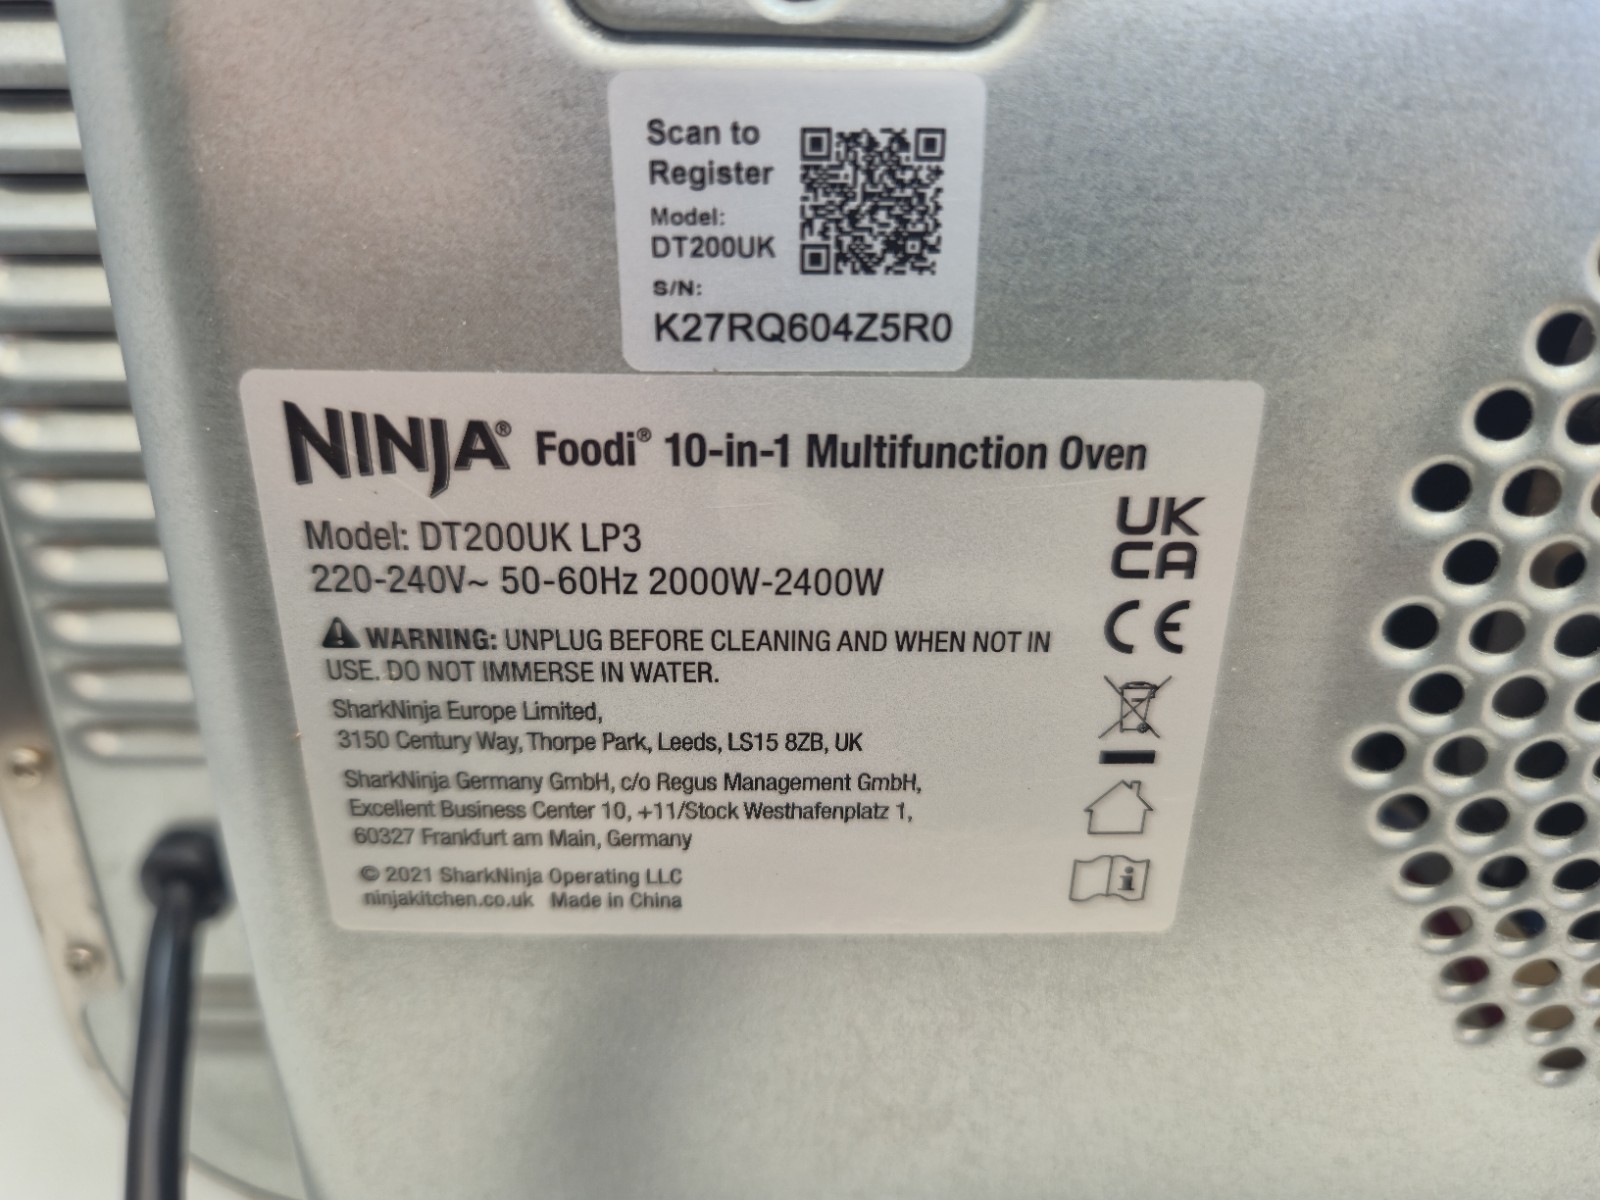 Scan to
Register
Model:
DT200UK
S/N:
K27RQ604Z5R0
NINJA® Foodi® 10-in-1 Multifunction Oven
Model: DT200UK LP3
220-240V~ 50-60Hz 2000W-2400W
WARNING: UNPLUG BEFORE CLEANING AND WHEN NOT IN
USE. DO NOT IMMERSE IN WATER.
SharkNinja Europe Limited,
3150 Century Way, Thorpe Park, Leeds, LS15 8ZB, UK
SharkNinja Germany GmbH, c/o Regus Management GmbH,
Excellent Business Center 10, +11/Stock Westhafenplatz 1,
60327 Frankfurt am Main, Germany
© 2021 SharkNinja Operating LLC
ninjakitchen.co.uk Made in China
UK
CA
CE
i